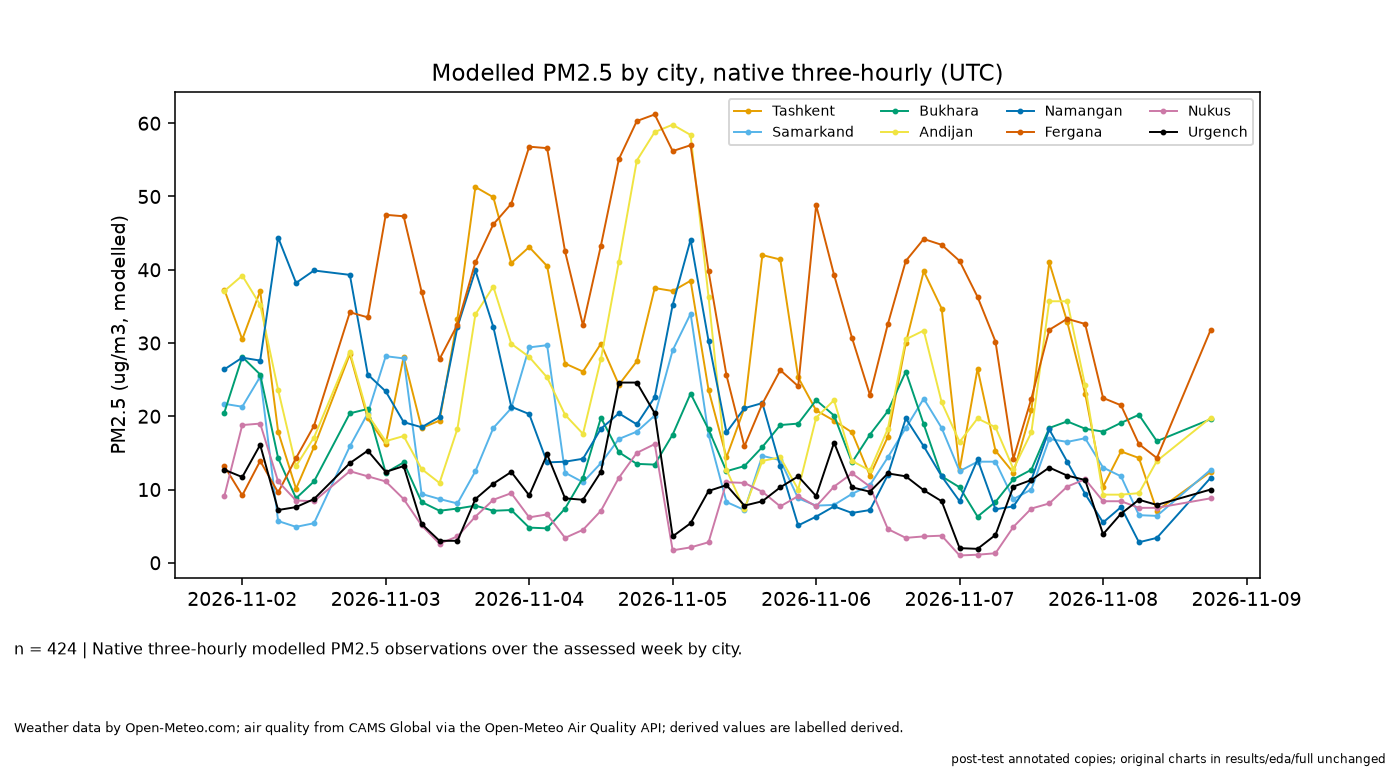 Modelled PM2.5 by city, native three-hourly (UTC)
Tashkent Bukhara Namangan Nukus
Samarkand Andijan Fergana Urgench
PM2.5 (ug/m3, modelled)
60
50
40
30
20
10
0
2026-11-02 2026-11-03 2026-11-04 2026-11-05 2026-11-06 2026-11-07 2026-11-08 2026-11-09
n = 424 | Native three-hourly modelled PM2.5 observations over the assessed week by city.
Weather data by Open-Meteo.com; air quality from CAMS Global via the Open-Meteo Air Quality API; derived values are labelled derived.
post-test annotated copies; original charts in results/eda/full unchanged